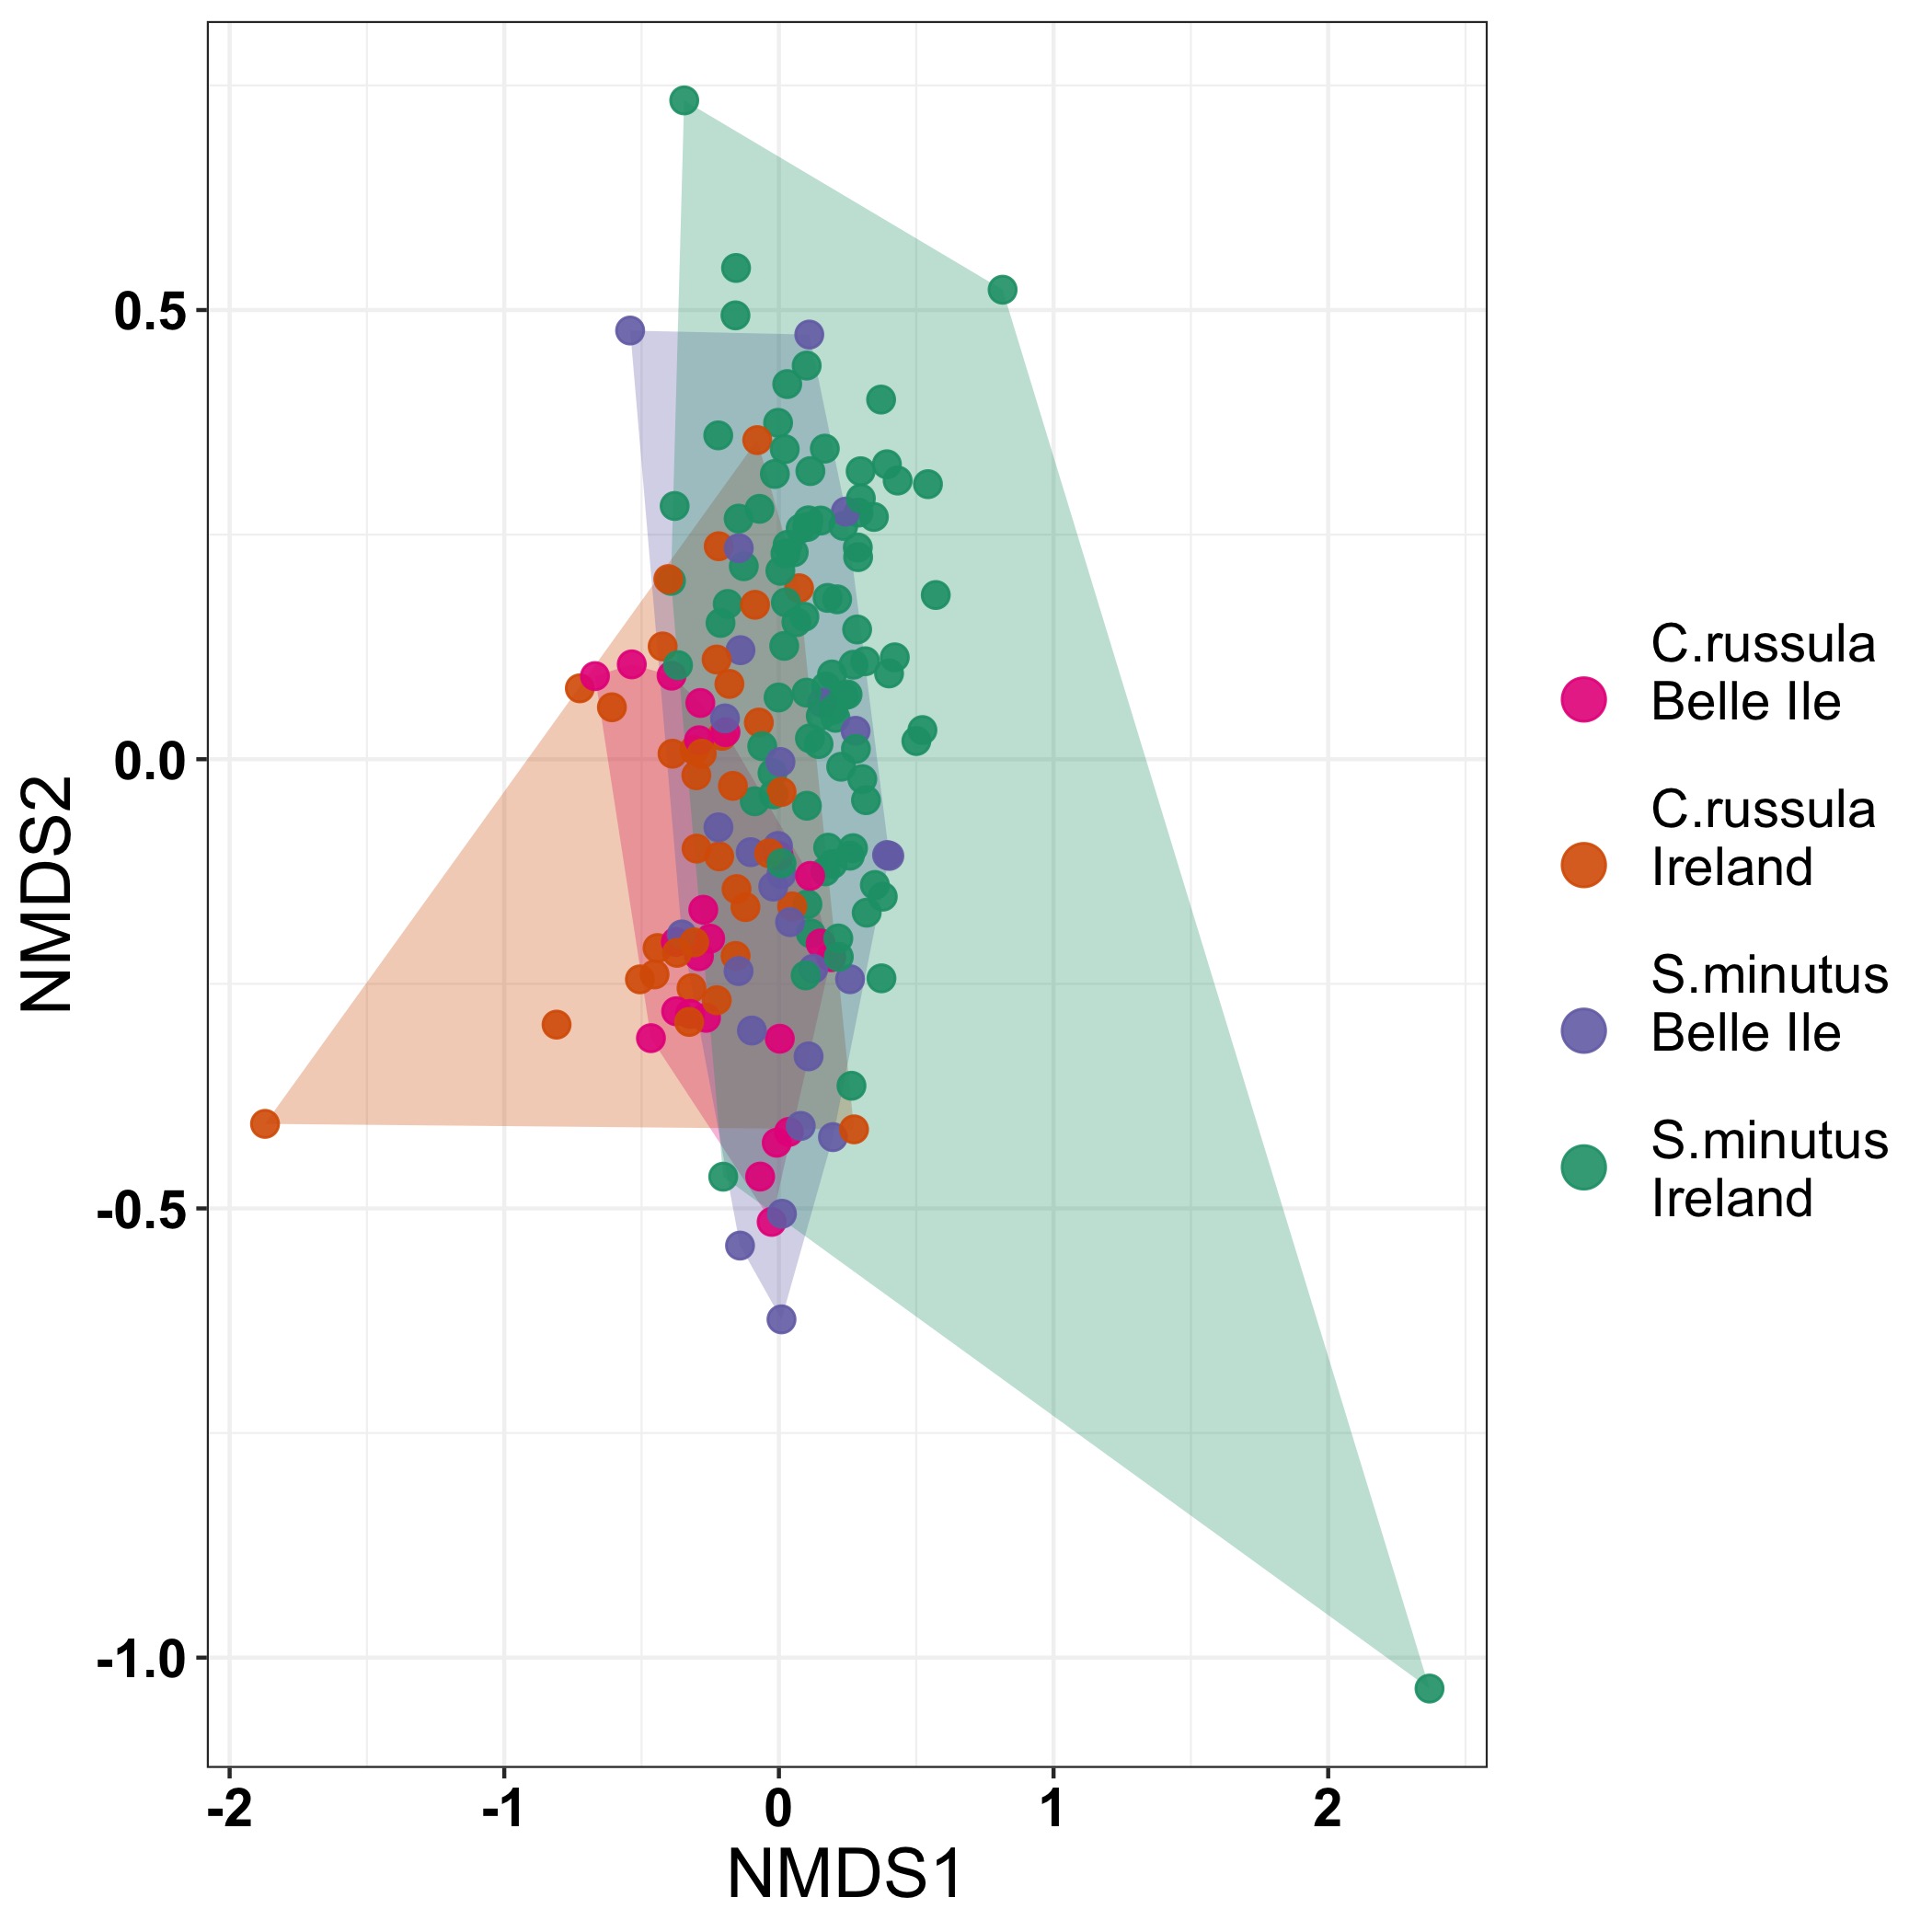 NMDS2
0.5
0.0
-0.5
-1.0
-2
-1
0
1
2
NMDS1
C.russula
Belle Ile
C.russula
Ireland
S.minutus
Belle Ile
S.minutus
Ireland